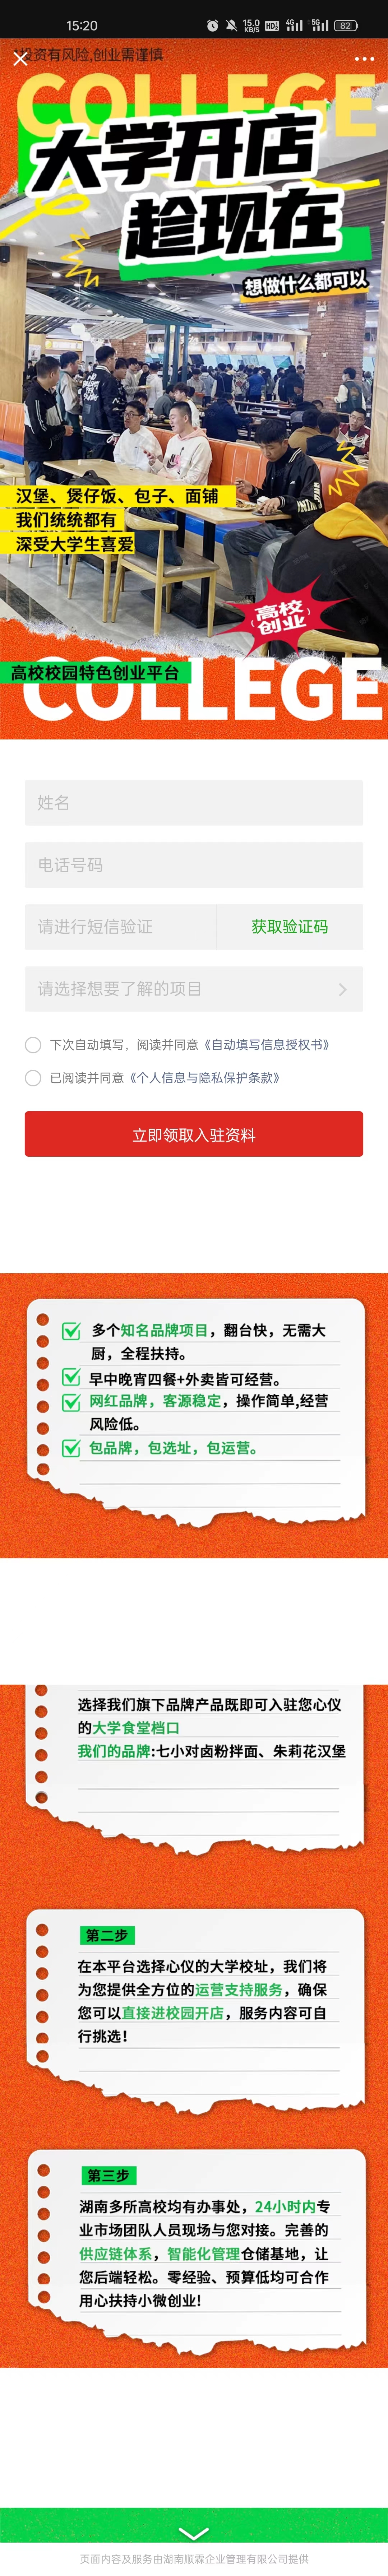 15:20
15.0
KB/S
HD
4G
5G
82
投资有风险,创业需谨慎
COLLEGE
大学开店
趁现在
想做什么都可以
汉堡、煲仔饭、包子、面铺
我们统统都有
深受大学生喜爱
高校
创业
高校校园特色创业平台
COLLEGE
姓名
电话号码
请进行短信验证
获取验证码
请选择想要了解的项目
下次自动填写，阅读并同意《自动填写信息授权书》
已阅读并同意《个人信息与隐私保护条款》
立即领取入驻资料
多个知名品牌项目，翻台快，无需大
厨，全程扶持。
早中晚宵四餐+外卖皆可经营。
网红品牌，客源稳定，操作简单,经营
风险低。
包品牌，包选址，包运营。
选择我们旗下品牌产品既即可入驻您心仪
的大学食堂档口
我们的品牌:七小对卤粉拌面、朱莉花汉堡
第二步
在本平台选择心仪的大学校址，我们将
为您提供全方位的运营支持服务，确保
您可以直接进校园开店，服务内容可自
行挑选！
第三步
湖南多所高校均有办事处，24小时内专
业市场团队人员现场与您对接。完善的
供应链体系，智能化管理仓储基地，让
您后端轻松。零经验、预算低均可合作
用心扶持小微创业!
页面内容及服务由湖南顺霖企业管理有限公司提供